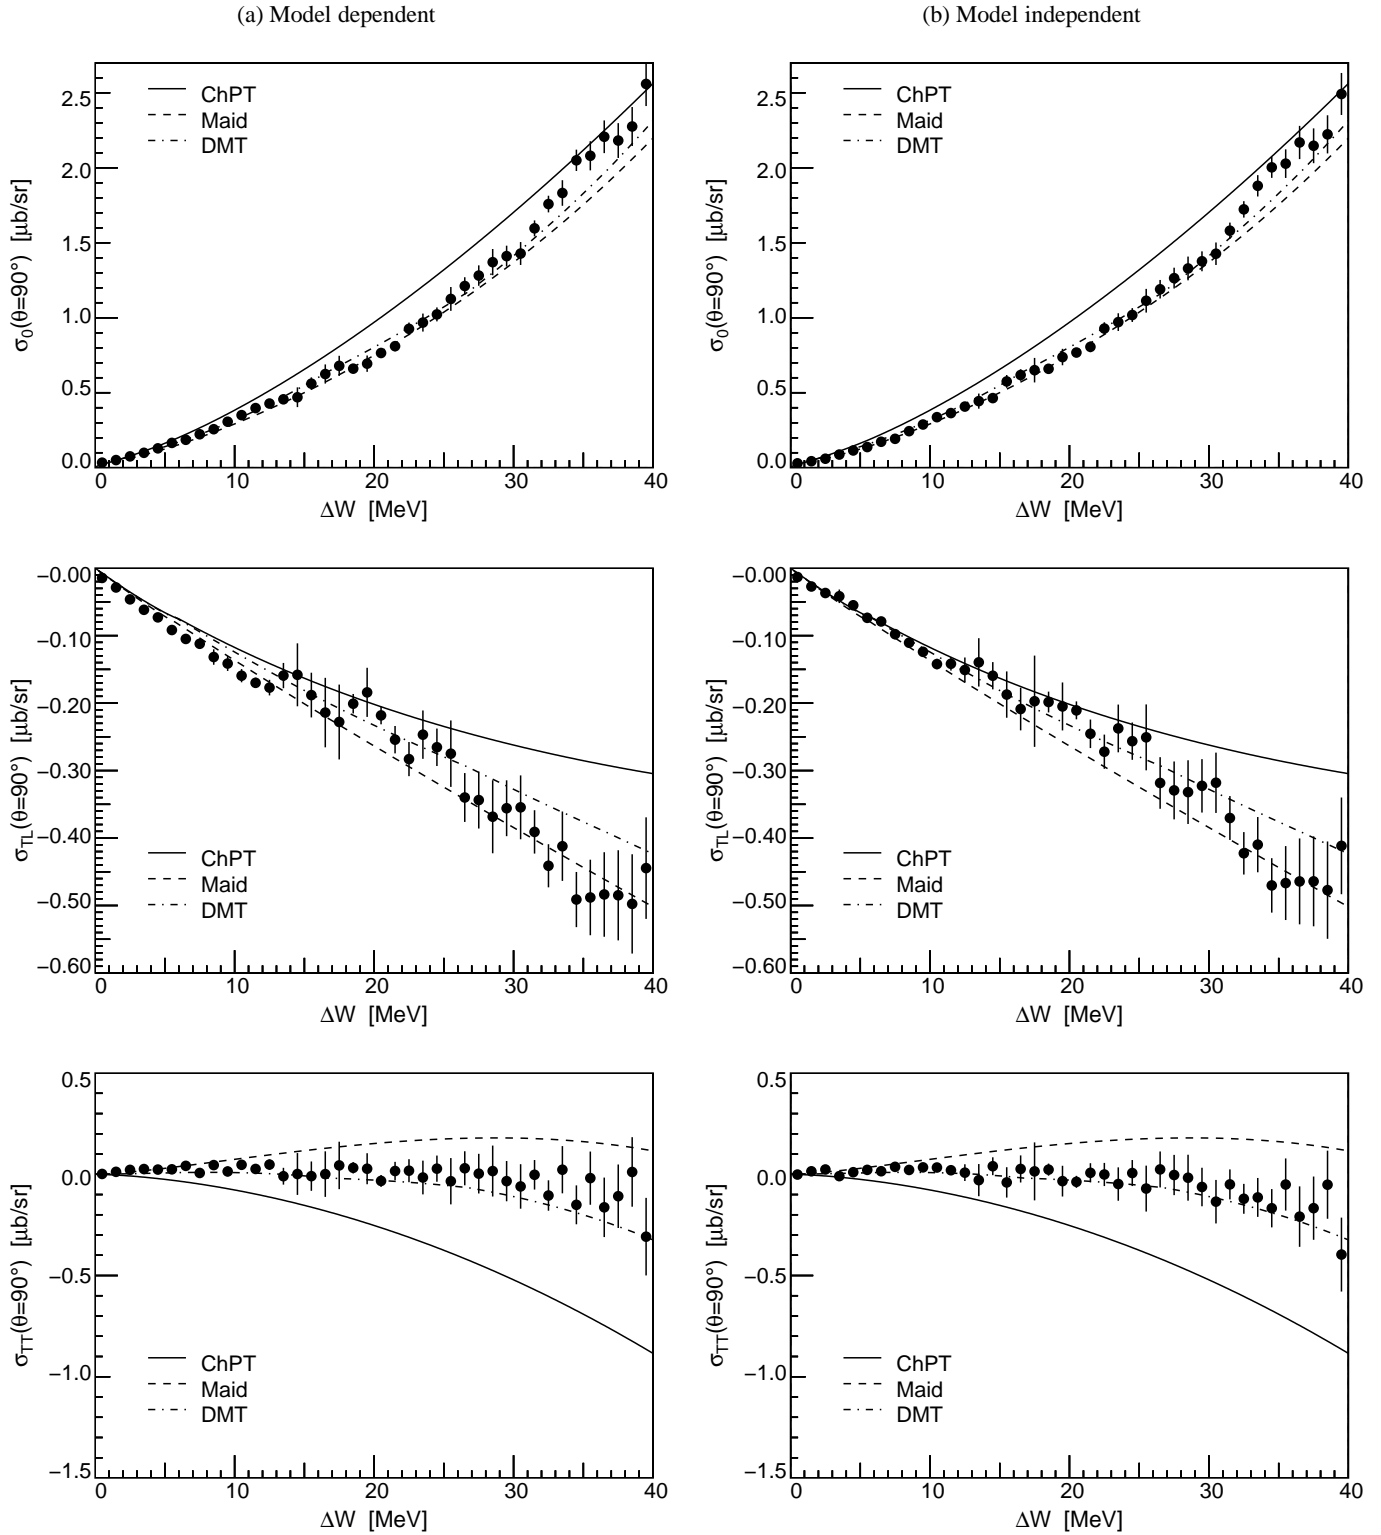 (a) Model dependent
(b) Model independent
σ0(θ=90°) [μb/sr]
2.5
2.0
1.5
1.0
0.5
0.0
ChPT
Maid
DMT
0 10 20 30 40
ΔW [MeV]
σ0(θ=90°) [μb/sr]
2.5
2.0
1.5
1.0
0.5
0.0
ChPT
Maid
DMT
0 10 20 30 40
ΔW [MeV]
σTL(θ=90°) [μb/sr]
−0.00
−0.10
−0.20
−0.30
−0.40
−0.50
−0.60
ChPT
Maid
DMT
0 10 20 30 40
ΔW [MeV]
σTL(θ=90°) [μb/sr]
−0.00
−0.10
−0.20
−0.30
−0.40
−0.50
−0.60
ChPT
Maid
DMT
0 10 20 30 40
ΔW [MeV]
σTT(θ=90°) [μb/sr]
0.5
0.0
−0.5
−1.0
−1.5
ChPT
Maid
DMT
0 10 20 30 40
ΔW [MeV]
σTT(θ=90°) [μb/sr]
0.5
0.0
−0.5
−1.0
−1.5
ChPT
Maid
DMT
0 10 20 30 40
ΔW [MeV]